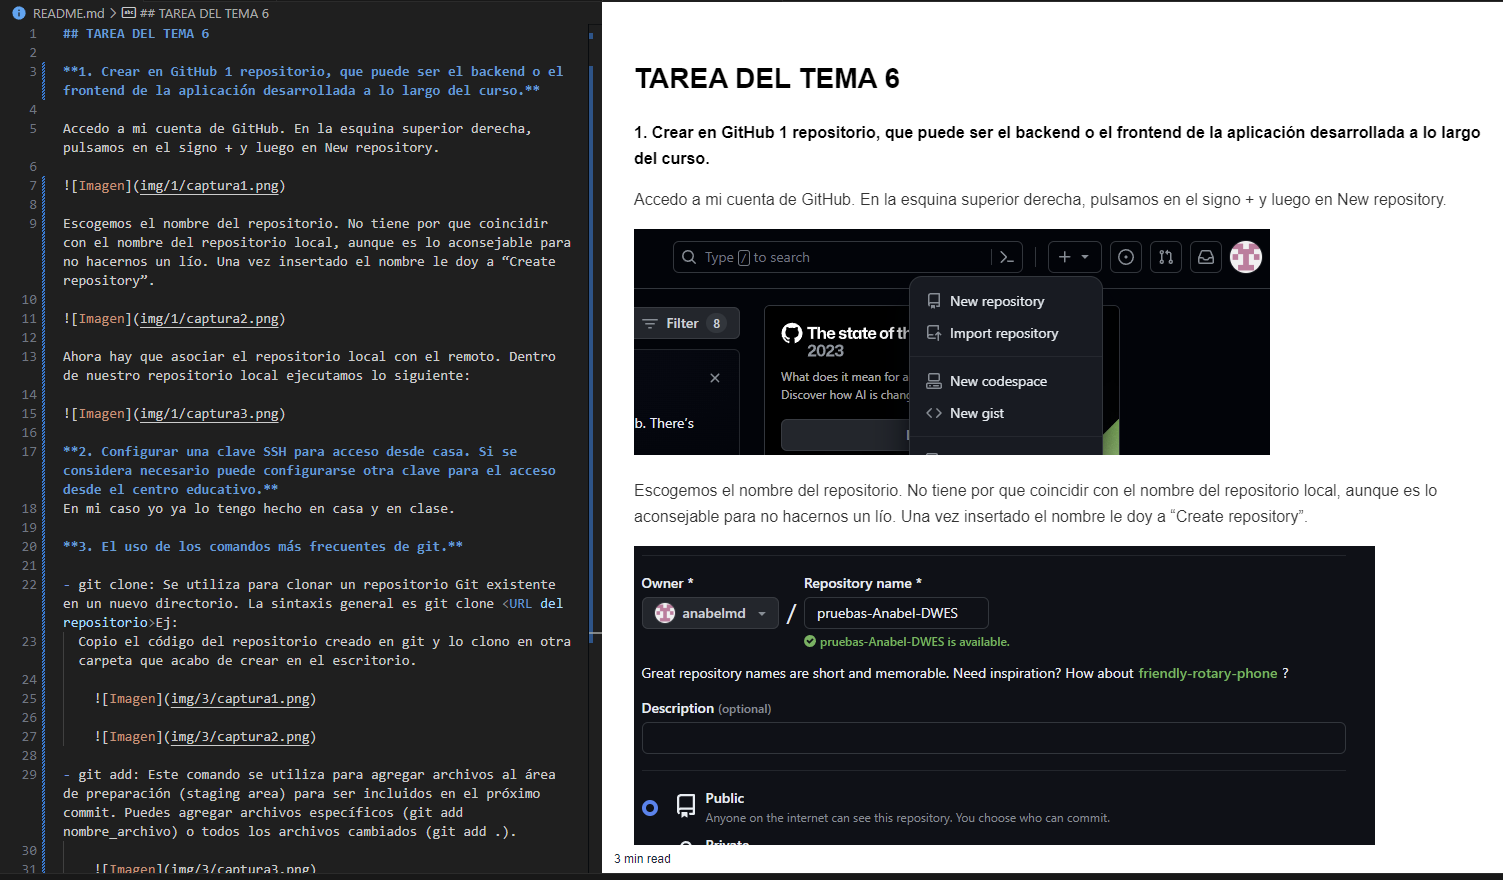 README.md > ## TAREA DEL TEMA 6
1 ## TAREA DEL TEMA 6
2
3 **1. Crear en GitHub 1 repositorio, que puede ser el backend o el
frontend de la aplicación desarrollada a lo largo del curso.**
4
5 Accedo a mi cuenta de GitHub. En la esquina superior derecha,
pulsamos en el signo + y luego en New repository.
6
7 ![Imagen](img/1/captura1.png)
8
9 Escogemos el nombre del repositorio. No tiene por que coincidir
con el nombre del repositorio local, aunque es lo aconsejable para
no hacernos un lío. Una vez insertado el nombre le doy a “Create
repository”.
10
11 ![Imagen](img/1/captura2.png)
12
13 Ahora hay que asociar el repositorio local con el remoto. Dentro
de nuestro repositorio local ejecutamos lo siguiente:
14
15 ![Imagen](img/1/captura3.png)
16
17 **2. Configurar una clave SSH para acceso desde casa. Si se
considera necesario puede configurarse otra clave para el acceso
desde el centro educativo.**
18 En mi caso yo ya lo tengo hecho en casa y en clase.
19
20 **3. El uso de los comandos más frecuentes de git.**
21
22 - git clone: Se utiliza para clonar un repositorio Git existente
en un nuevo directorio. La sintaxis general es git clone <URL del
repositorio>Ej:
23 Copio el código del repositorio creado en git y lo clono en otra
carpeta que acabo de crear en el escritorio.
24
25 ![Imagen](img/3/captura1.png)
26
27 ![Imagen](img/3/captura2.png)
28
29 - git add: Este comando se utiliza para agregar archivos al área
de preparación (staging area) para ser incluidos en el próximo
commit. Puedes agregar archivos específicos (git add
nombre_archivo) o todos los archivos cambiados (git add .).
30
31 ![Imagen](img/3/captura3.png)
TAREA DEL TEMA 6
1. Crear en GitHub 1 repositorio, que puede ser el backend o el frontend de la aplicación desarrollada a lo largo
del curso.
Accedo a mi cuenta de GitHub. En la esquina superior derecha, pulsamos en el signo + y luego en New repository.
Type / to search
New repository
Import repository
New codespace
New gist
Filter 8
The state of th
2023
What does it mean for a
Discover how AI is chang
b. There’s
Escogemos el nombre del repositorio. No tiene por que coincidir con el nombre del repositorio local, aunque es lo
aconsejable para no hacernos un lío. Una vez insertado el nombre le doy a “Create repository”.
Owner * Repository name *
anabelmd / pruebas-Anabel-DWES
pruebas-Anabel-DWES is available.
Great repository names are short and memorable. Need inspiration? How about friendly-rotary-phone ?
Description (optional)
Public
Anyone on the internet can see this repository. You choose who can commit.
Private
3 min read